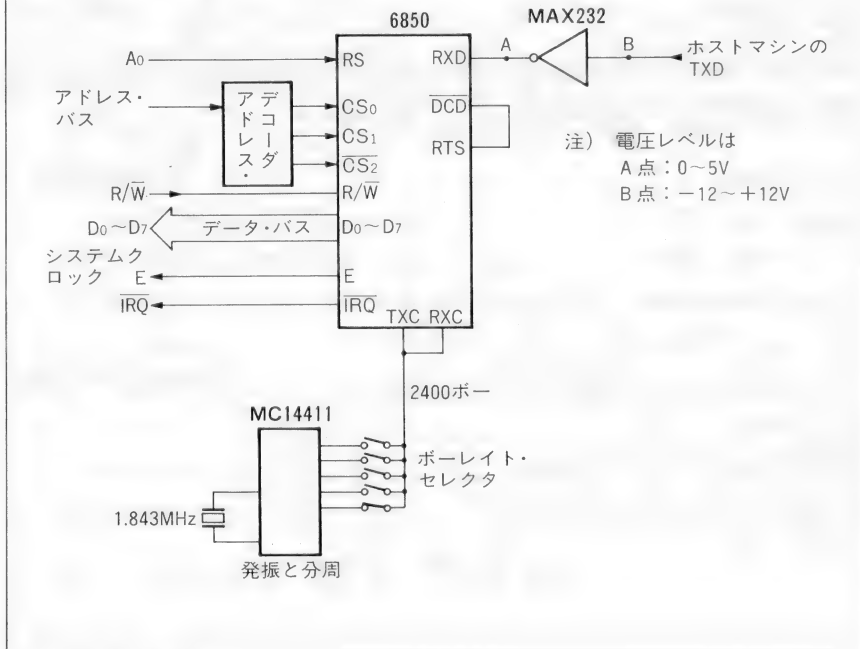 6850
MAX232
A₀
RS
RXD
A
B
ホストマシンの
TXD
アドレス・
バス
アドレス・
デコーダ
CS₀
CS₁
C̅S̅₂̅
D̅C̅D̅
RTS
注) 電圧レベルは
A点:0~5V
B点:-12~+12V
R/W̅
R/W̅
D₀~D₇
データ・バス
D₀~D₇
システムク
ロック E
E
I̅R̅Q̅
I̅R̅Q̅
TXC RXC
2400ボー
MC14411
ボーレイト・
セレクタ
1.843MHz
発振と分周